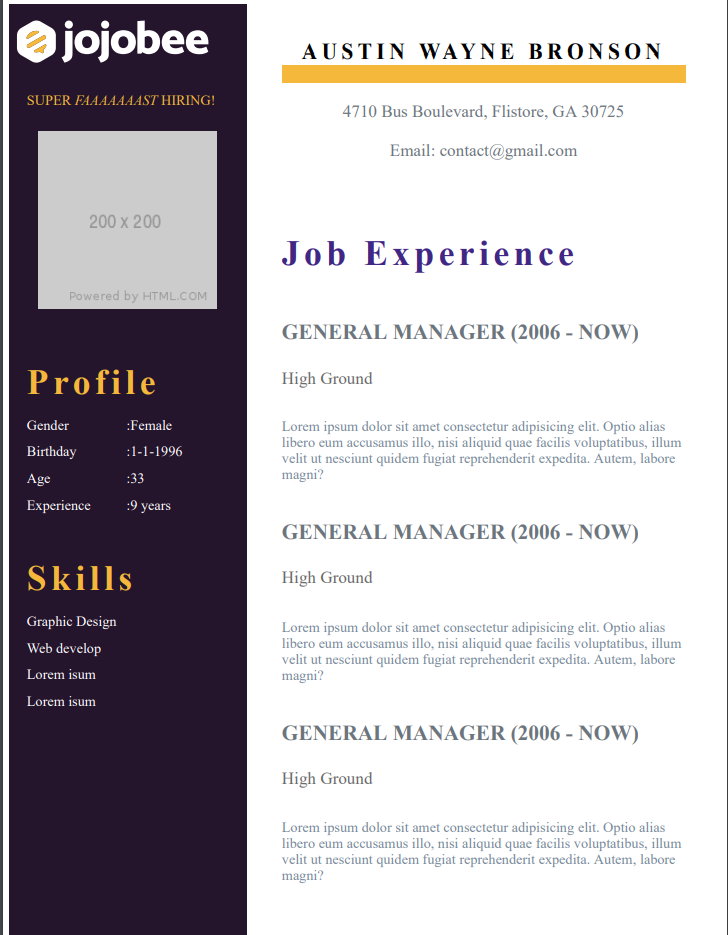 jojobee
SUPER FAAAAAAAST HIRING!
200 x 200
Powered by HTML.COM
Profile
Gender :Female
Birthday :1-1-1996
Age :33
Experience :9 years
Skills
Graphic Design
Web develop
Lorem isum
Lorem isum
AUSTIN WAYNE BRONSON
4710 Bus Boulevard, Flistore, GA 30725
Email: contact@gmail.com
Job Experience
GENERAL MANAGER (2006 - NOW)
High Ground
Lorem ipsum dolor sit amet consectetur adipisicing elit. Optio alias
libero eum accusamus illo, nisi aliquid quae facilis voluptatibus, illum
velit ut nesciunt quidem fugiat reprehenderit expedita. Autem, labore
magni?
GENERAL MANAGER (2006 - NOW)
High Ground
Lorem ipsum dolor sit amet consectetur adipisicing elit. Optio alias
libero eum accusamus illo, nisi aliquid quae facilis voluptatibus, illum
velit ut nesciunt quidem fugiat reprehenderit expedita. Autem, labore
magni?
GENERAL MANAGER (2006 - NOW)
High Ground
Lorem ipsum dolor sit amet consectetur adipisicing elit. Optio alias
libero eum accusamus illo, nisi aliquid quae facilis voluptatibus, illum
velit ut nesciunt quidem fugiat reprehenderit expedita. Autem, labore
magni?